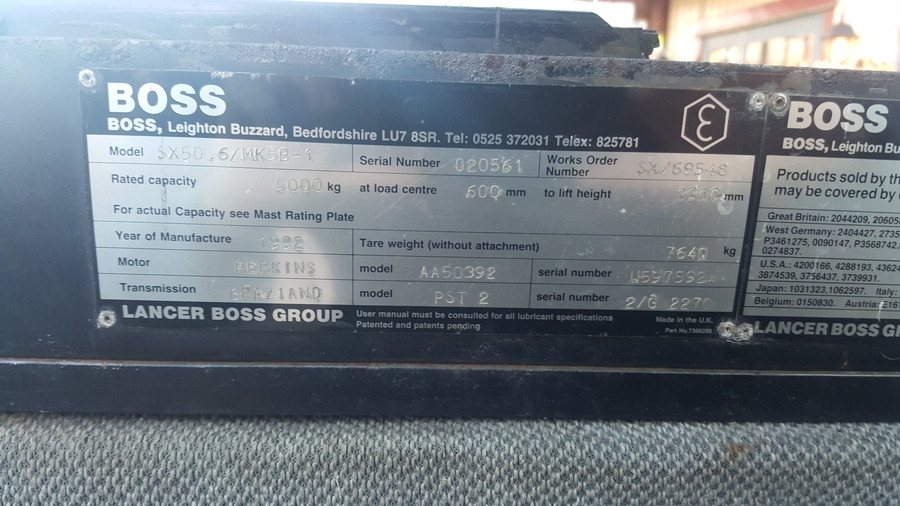 BOSS
BOSS, Leighton Buzzard, Bedfordshire LU7 8SR. Tel: 0525 372031 Telex: 825781
Model SX50.6/MK5B-1 Serial Number 020561 Works Order Number SX/69548
Rated capacity 5000 kg at load centre 600 mm to lift height mm
For actual Capacity see Mast Rating Plate
Year of Manufacture 1992 Tare weight (without attachment) 7640 kg
Motor PERKINS model AA50392 serial number
Transmission GRAZIANO model PST 2 serial number
LANCER BOSS GROUP
User manual must be consulted for all lubricant specifications
Patented and patents pending
Made in the U.K.
Part No.
BOSS
BOSS, Leighton
Products sold by
may be covered by
Great Britain: 2044209,
West Germany: 2404427,
P3461275, 0090147, P3568742,
0274837.
U.S.A.: 4200166, 4288193,
3874539, 3756437, 3739931.
Japan: 1031323,1062597. Italy:
Belgium: 0150830. Austria:
LANCER BOSS